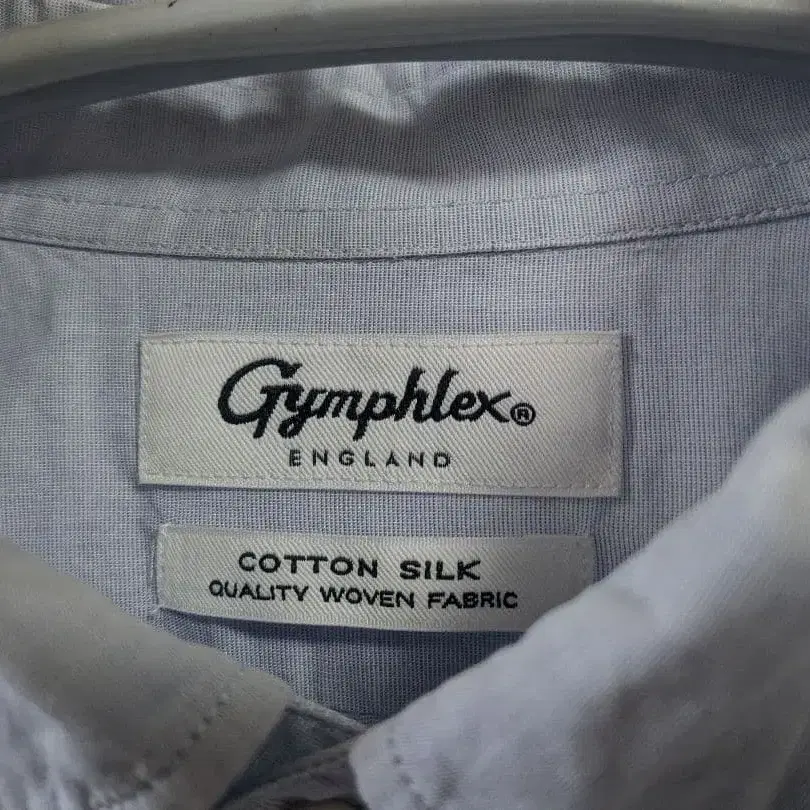 Gymphlex®
ENGLAND
COTTON SILK
QUALITY WOVEN FABRIC